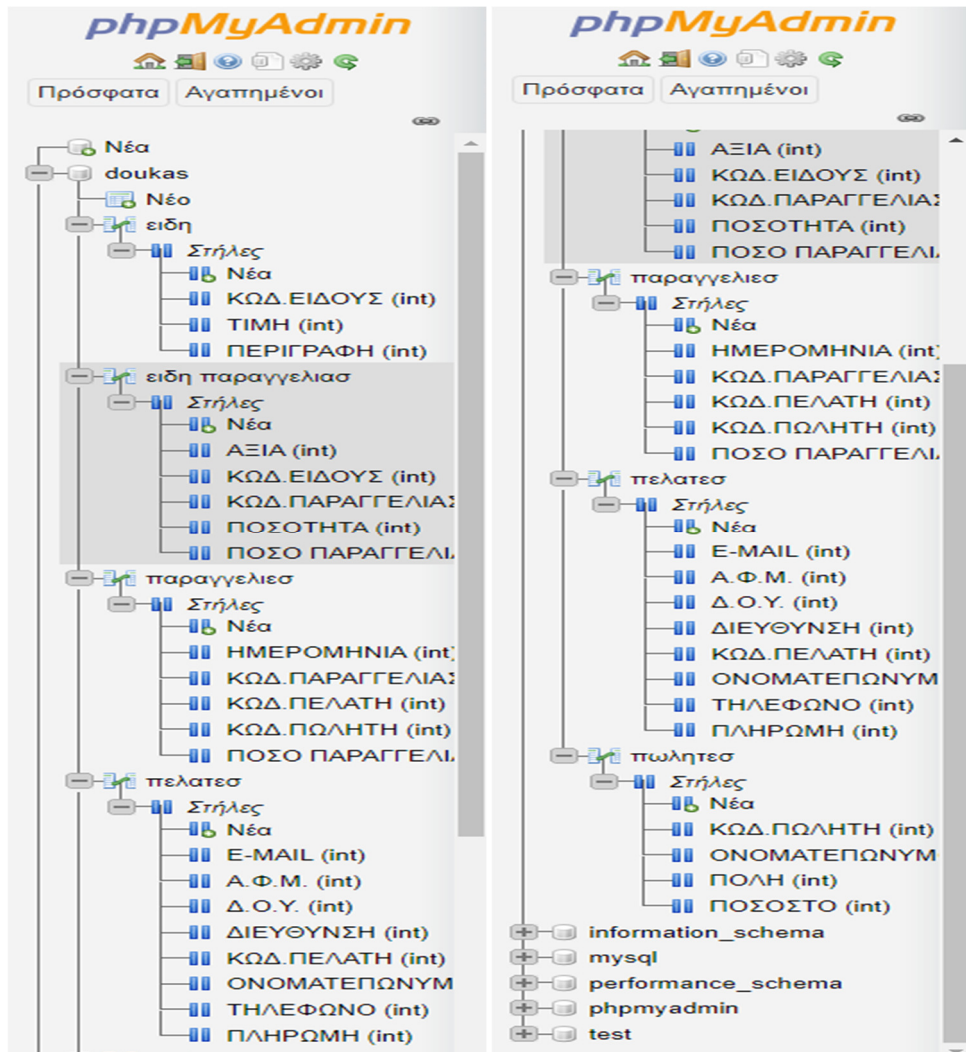 phpMyAdmin
Πρόσφατα Αγαπημένοι
Νέα
doukas
Νέο
ειδη
Στήλες
Νέα
ΚΩΔ.ΕΙΔΟΥΣ (int)
ΤΙΜΗ (int)
ΠΕΡΙΓΡΑΦΗ (int)
ειδη παραγγελιασ
Στήλες
Νέα
ΑΞΙΑ (int)
ΚΩΔ.ΕΙΔΟΥΣ (int)
ΚΩΔ.ΠΑΡΑΓΓΕΛΙΑΣ
ΠΟΣΟΤΗΤΑ (int)
ΠΟΣΟ ΠΑΡΑΓΓΕΛΙΑ
παραγγελιεσ
Στήλες
Νέα
ΗΜΕΡΟΜΗΝΙΑ (int)
ΚΩΔ.ΠΑΡΑΓΓΕΛΙΑΣ
ΚΩΔ.ΠΕΛΑΤΗ (int)
ΚΩΔ.ΠΩΛΗΤΗ (int)
ΠΟΣΟ ΠΑΡΑΓΓΕΛΙΑ
πελατεσ
Στήλες
Νέα
E-MAIL (int)
Α.Φ.Μ. (int)
Δ.Ο.Υ. (int)
ΔΙΕΥΘΥΝΣΗ (int)
ΚΩΔ.ΠΕΛΑΤΗ (int)
ΟΝΟΜΑΤΕΠΩΝΥΜ
ΤΗΛΕΦΩΝΟ (int)
ΠΛΗΡΩΜΗ (int)
phpMyAdmin
Πρόσφατα Αγαπημένοι
ΑΞΙΑ (int)
ΚΩΔ.ΕΙΔΟΥΣ (int)
ΚΩΔ.ΠΑΡΑΓΓΕΛΙΑΣ
ΠΟΣΟΤΗΤΑ (int)
ΠΟΣΟ ΠΑΡΑΓΓΕΛΙΑ
παραγγελιεσ
Στήλες
Νέα
ΗΜΕΡΟΜΗΝΙΑ (int)
ΚΩΔ.ΠΑΡΑΓΓΕΛΙΑΣ
ΚΩΔ.ΠΕΛΑΤΗ (int)
ΚΩΔ.ΠΩΛΗΤΗ (int)
ΠΟΣΟ ΠΑΡΑΓΓΕΛΙΑ
πελατεσ
Στήλες
Νέα
E-MAIL (int)
Α.Φ.Μ. (int)
Δ.Ο.Υ. (int)
ΔΙΕΥΘΥΝΣΗ (int)
ΚΩΔ.ΠΕΛΑΤΗ (int)
ΟΝΟΜΑΤΕΠΩΝΥΜ
ΤΗΛΕΦΩΝΟ (int)
ΠΛΗΡΩΜΗ (int)
πωλητεσ
Στήλες
Νέα
ΚΩΔ.ΠΩΛΗΤΗ (int)
ΟΝΟΜΑΤΕΠΩΝΥΜ
ΠΟΛΗ (int)
ΠΟΣΟΣΤΟ (int)
information_schema
mysql
performance_schema
phpmyadmin
test